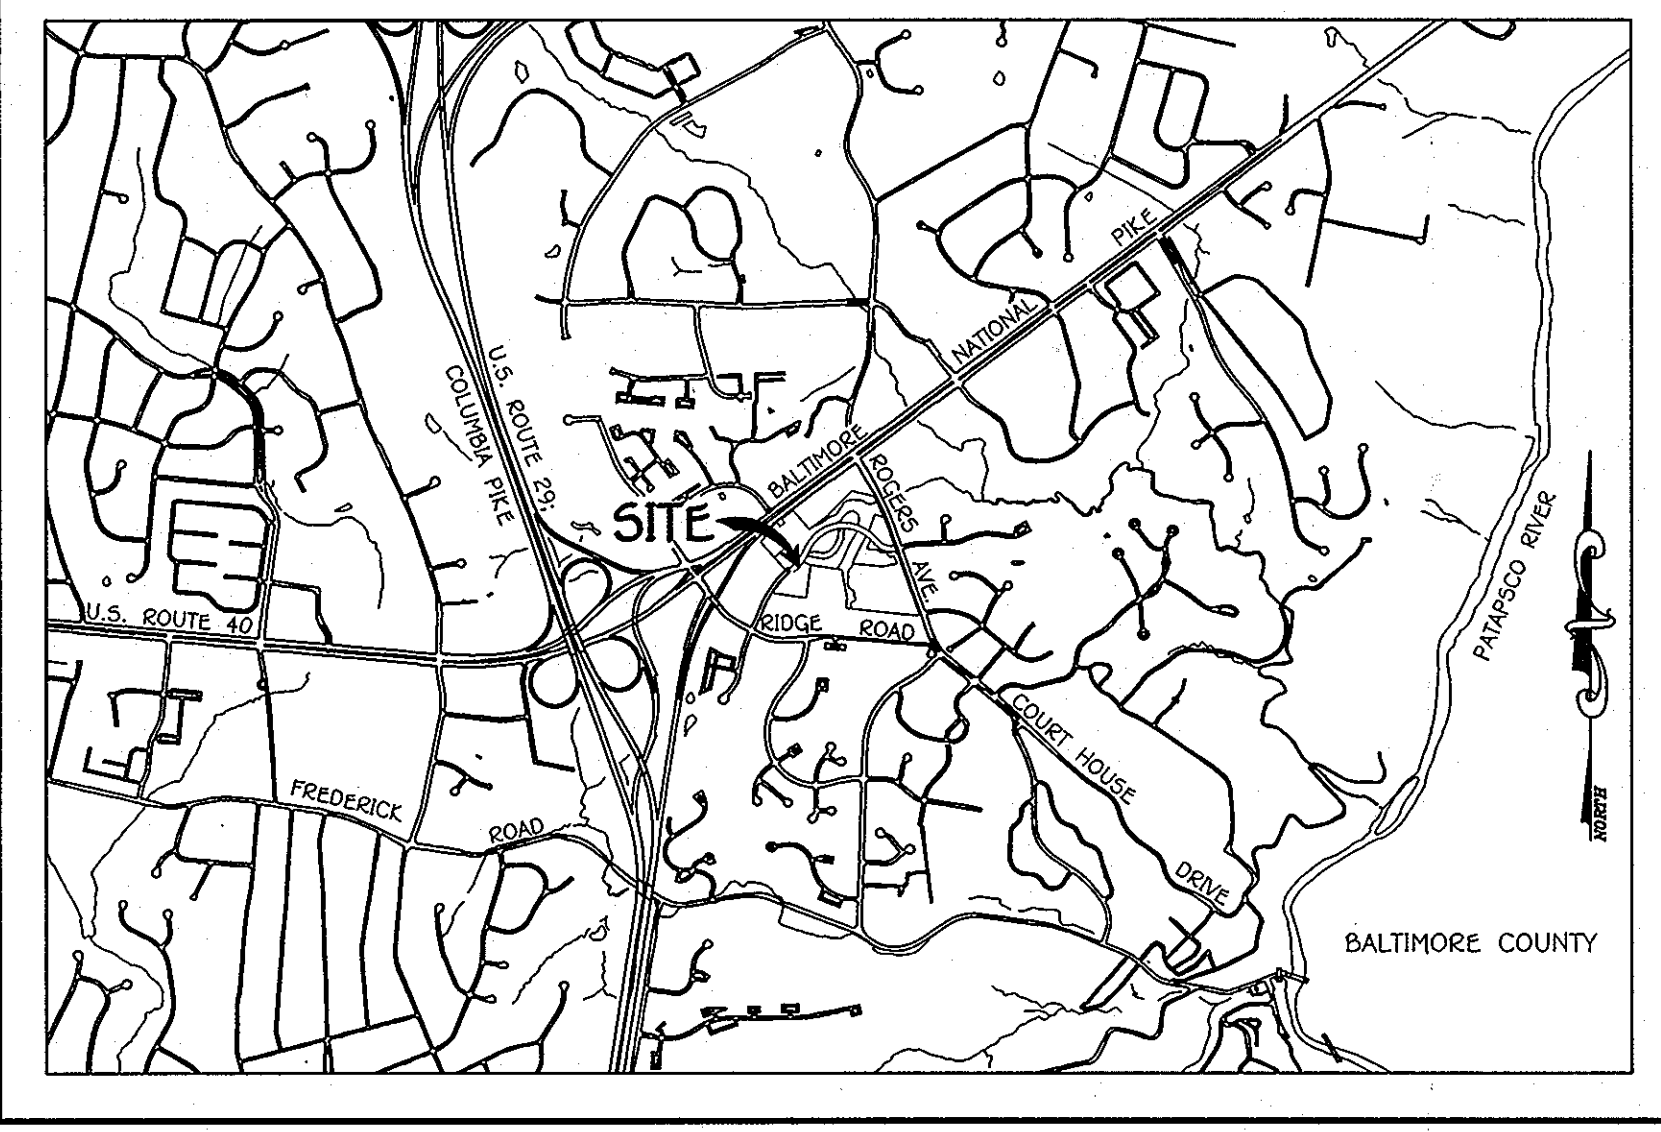 PIKE
NATIONAL
BALTIMORE
U.S. ROUTE 29;
COLUMBIA PIKE
ROGERS
AVE.
SITE
PATAPSCO RIVER
U.S. ROUTE 40
RIDGE ROAD
COURT HOUSE
DRIVE
FREDERICK
ROAD
NORTH
BALTIMORE COUNTY